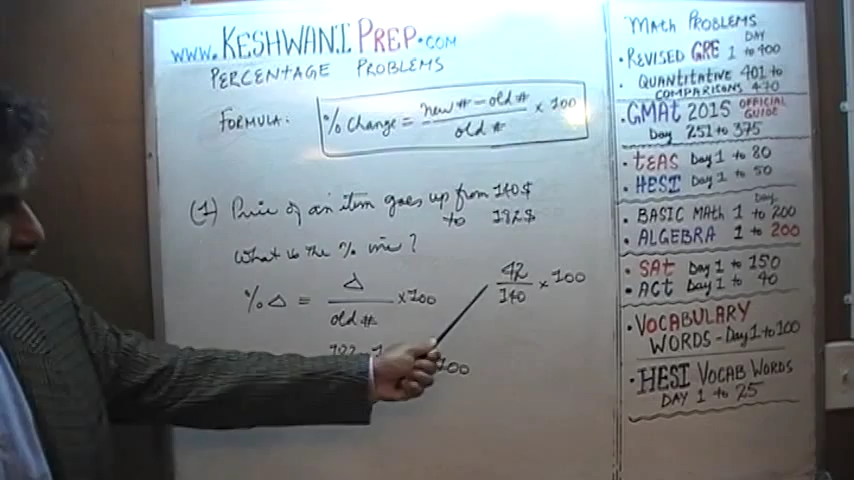 www.KESHWANIPREP.COM
PERCENTAGE PROBLEMS
FORMULA: % Change = new # - old # / old # × 100
(1) Price of an item goes up from 140$
to 182$
What is the % inc?
% Δ = Δ / old # × 100
42 / 140 × 100
100
MATH PROBLEMS
DAY
• REVISED GRE 1 to 400
• QUANTITATIVE 401 to
COMPARISONS 470
• GMAT 2015 OFFICIAL GUIDE
Day 251 to 375
• TEAS Day 1 to 80
• HESI Day 1 to 50
Day
• BASIC MATH 1 to 200
• ALGEBRA 1 to 200
• SAT Day 1 to 150
• ACT Day 1 to 40
• VOCABULARY
WORDS - Day 1 to 100
• HESI VOCAB WORDS
DAY 1 to 25